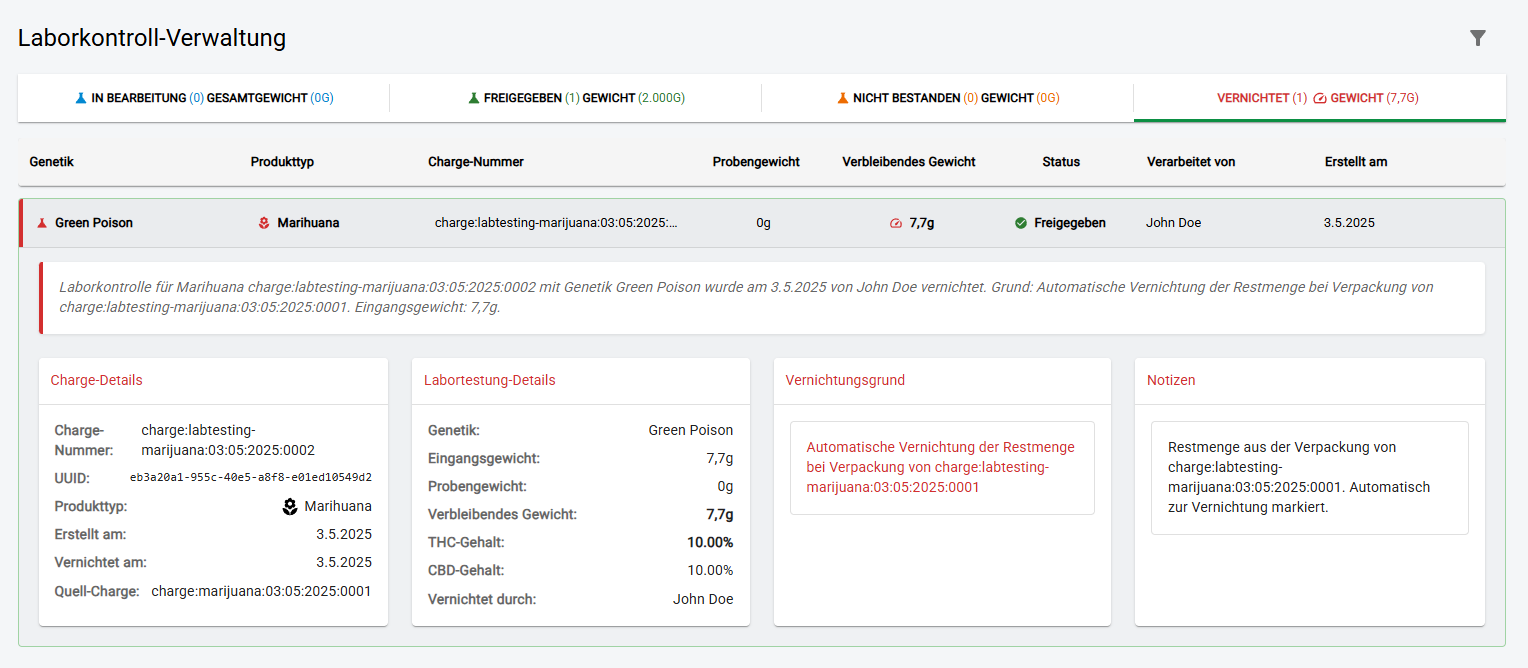 Laborkontroll-Verwaltung
IN BEARBEITUNG (0) GESAMTGEWICHT (0G)
FREIGEGEBEN (1) GEWICHT (2.000G)
NICHT BESTANDEN (0) GEWICHT (0G)
VERNICHTET (1) GEWICHT (7,7G)
Genetik Produkttyp Charge-Nummer Probengewicht Verbleibendes Gewicht Status Verarbeitet von Erstellt am
Green Poison Marihuana charge:labtesting-marijuana:03:05:2025:... 0g 7,7g Freigegeben John Doe 3.5.2025
Laborkontrolle für Marihuana charge:labtesting-marijuana:03:05:2025:0002 mit Genetik Green Poison wurde am 3.5.2025 von John Doe vernichtet. Grund: Automatische Vernichtung der Restmenge bei Verpackung von
charge:labtesting-marijuana:03:05:2025:0001. Eingangsgewicht: 7,7g.
Charge-Details
Charge-
Nummer:
charge:labtesting-
marijuana:03:05:2025:0002
UUID: eb3a20a1-955c-40e5-a8f8-e01ed10549d2
Produkttyp: Marihuana
Erstellt am: 3.5.2025
Vernichtet am: 3.5.2025
Quell-Charge: charge:marijuana:03:05:2025:0001
Labortestung-Details
Genetik: Green Poison
Eingangsgewicht: 7,7g
Probengewicht: 0g
Verbleibendes Gewicht: 7,7g
THC-Gehalt: 10.00%
CBD-Gehalt: 10.00%
Vernichtet durch: John Doe
Vernichtungsgrund
Automatische Vernichtung der Restmenge
bei Verpackung von charge:labtesting-
marijuana:03:05:2025:0001
Notizen
Restmenge aus der Verpackung von
charge:labtesting-
marijuana:03:05:2025:0001. Automatisch
zur Vernichtung markiert.